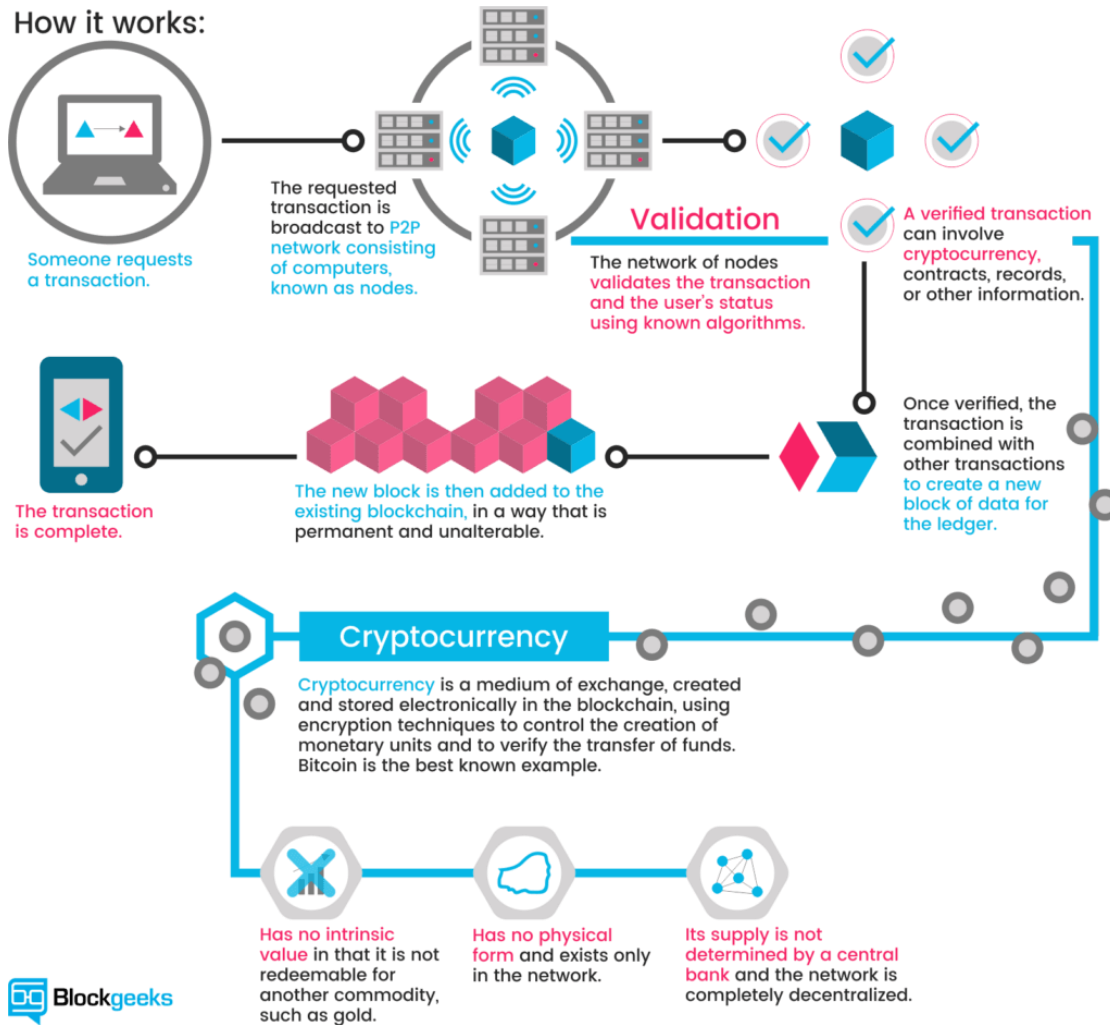 How it works:
Someone requests
a transaction.
The requested
transaction is
broadcast to P2P
network consisting
of computers,
known as nodes.
Validation
The network of nodes
validates the transaction
and the user's status
using known algorithms.
A verified transaction
can involve
cryptocurrency,
contracts, records,
or other information.
Once verified, the
transaction is
combined with
other transactions
to create a new
block of data for
the ledger.
The new block is then added to the
existing blockchain, in a way that is
permanent and unalterable.
The transaction
is complete.
Cryptocurrency
Cryptocurrency is a medium of exchange, created
and stored electronically in the blockchain, using
encryption techniques to control the creation of
monetary units and to verify the transfer of funds.
Bitcoin is the best known example.
Has no intrinsic
value in that it is not
redeemable for
another commodity,
such as gold.
Has no physical
form and exists only
in the network.
Its supply is not
determined by a central
bank and the network is
completely decentralized.
Blockgeeks